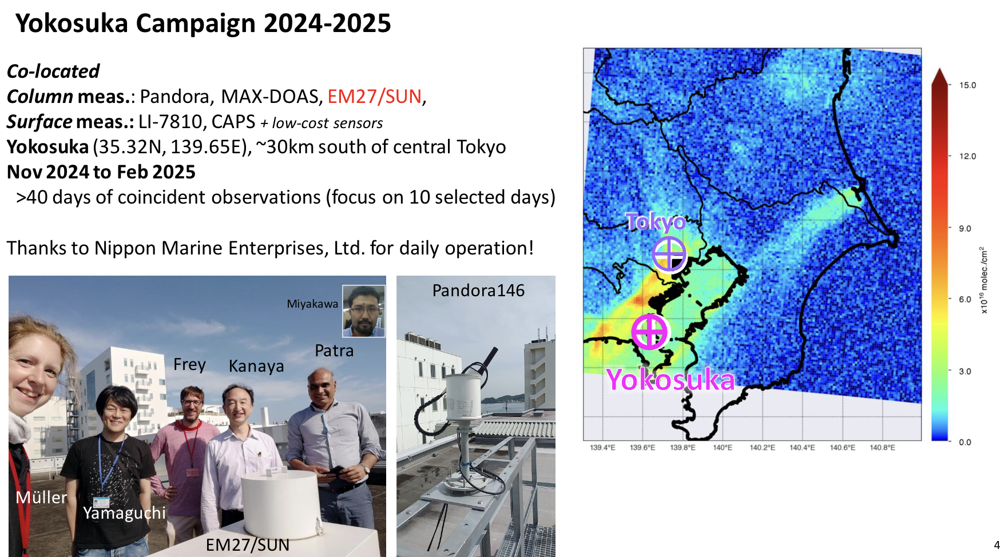 Yokosuka Campaign 2024-2025
Co-located
Column meas.: Pandora, MAX-DOAS, EM27/SUN,
Surface meas.: LI-7810, CAPS + low-cost sensors
Yokosuka (35.32N, 139.65E), ~30km south of central Tokyo
Nov 2024 to Feb 2025
>40 days of coincident observations (focus on 10 selected days)
Thanks to Nippon Marine Enterprises, Ltd. for daily operation!
Miyakawa
Patra
Frey
Kanaya
Müller
Yamaguchi
EM27/SUN
Pandora146
Tokyo
Yokosuka
139.4°E 139.6°E 139.8°E 140°E 140.2°E 140.4°E 140.6°E 140.8°E
15.0
12.0
9.0
6.0
3.0
0.0
x10¹⁶ molec./cm²
4